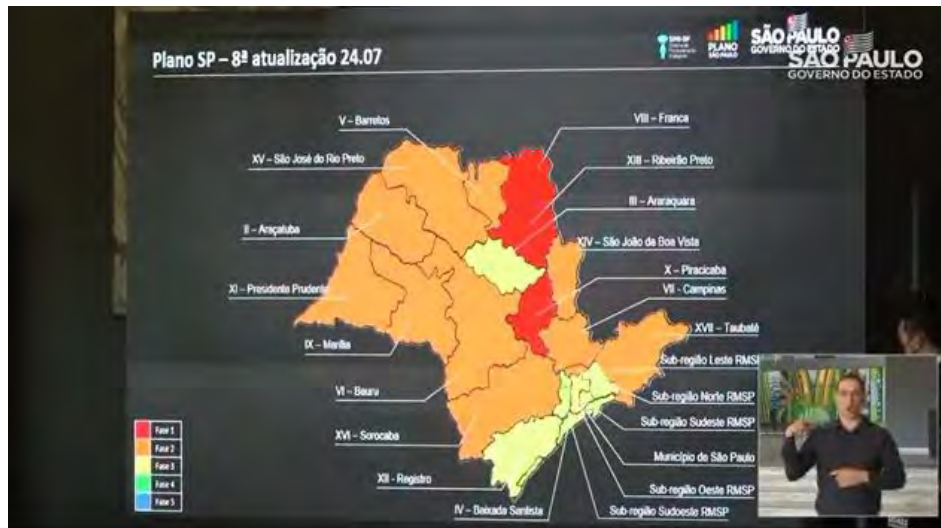 Plano SP – 8ª atualização 24.07
PLANO
SÃO PAULO
SÃO PAULO
GOVERNO DO ESTADO
SÃO PAULO
GOVERNO DO ESTADO
V – Barretos
VIII – Franca
XV – São José do Rio Preto
XIII – Ribeirão Preto
III – Araraquara
II – Araçatuba
XIV – São João da Boa Vista
X – Piracicaba
XI – Presidente Prudente
VII - Campinas
XVII – Taubaté
IX – Marília
Sub-região Leste RMSP
VI – Bauru
Sub-região Norte RMSP
Sub-região Sudeste RMSP
XVI – Sorocaba
Município de São Paulo
XII - Registro
Sub-região Oeste RMSP
IV – Baixada Santista
Sub-região Sudoeste RMSP
Fase 1
Fase 2
Fase 3
Fase 4
Fase 5